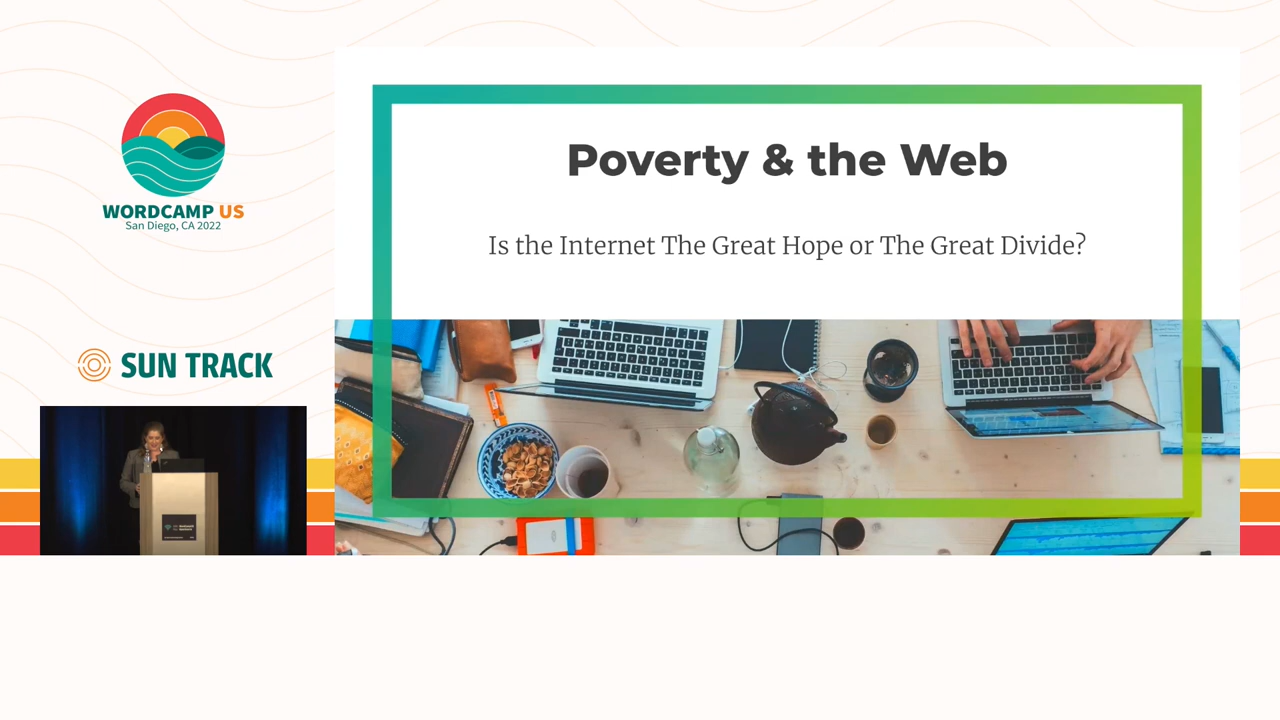 WORDCAMP US
San Diego, CA 2022
SUN TRACK
Poverty & the Web
Is the Internet The Great Hope or The Great Divide?